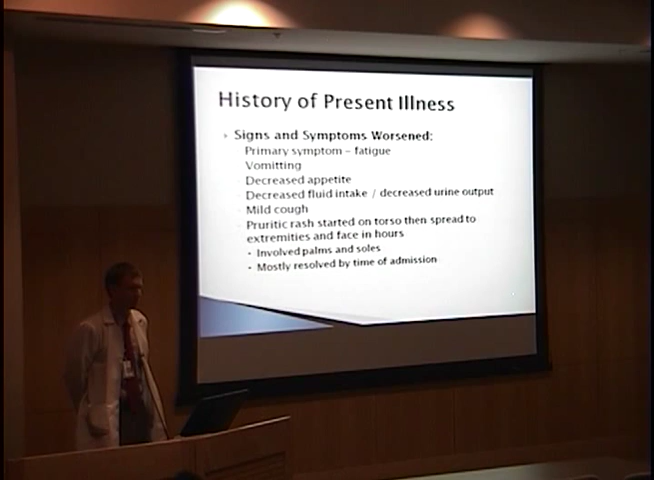 History of Present Illness
Signs and Symptoms Worsened:
Primary symptom – fatigue
Vomitting
Decreased appetite
Decreased fluid intake / decreased urine output
Mild cough
Pruritic rash started on torso then spread to
extremities and face in hours
• Involved palms and soles
• Mostly resolved by time of admission